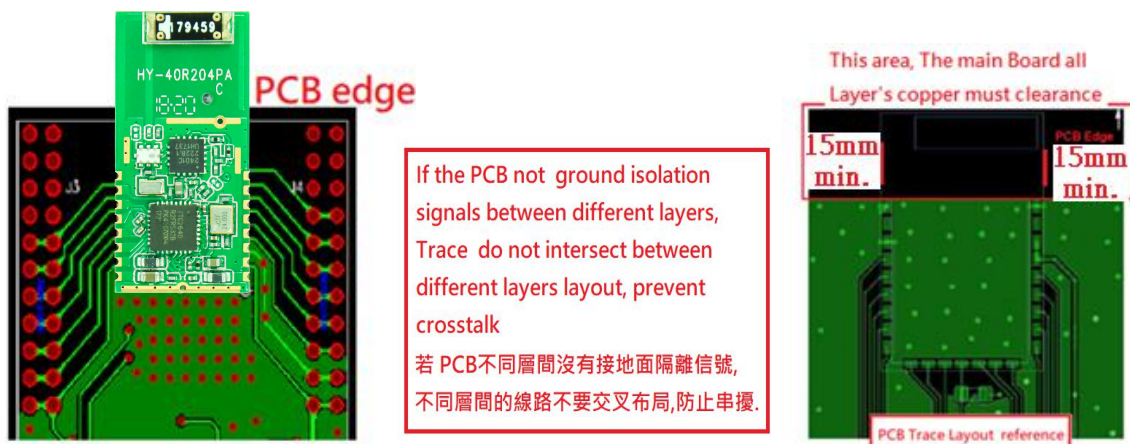 179459
HY-40R204PA
C
18:20
PCB edge
J3
J4
2401C
If the PCB not ground isolation
signals between different layers,
Trace do not intersect between
different layers layout, prevent
crosstalk
若 PCB不同層間沒有接地面隔離信號,
不同層間的線路不要交叉布局,防止串擾.
This area, The main Board all
Layer's copper must clearance
PCB Edge
15mm
min.
15mm
min.
PCB Trace Layout reference